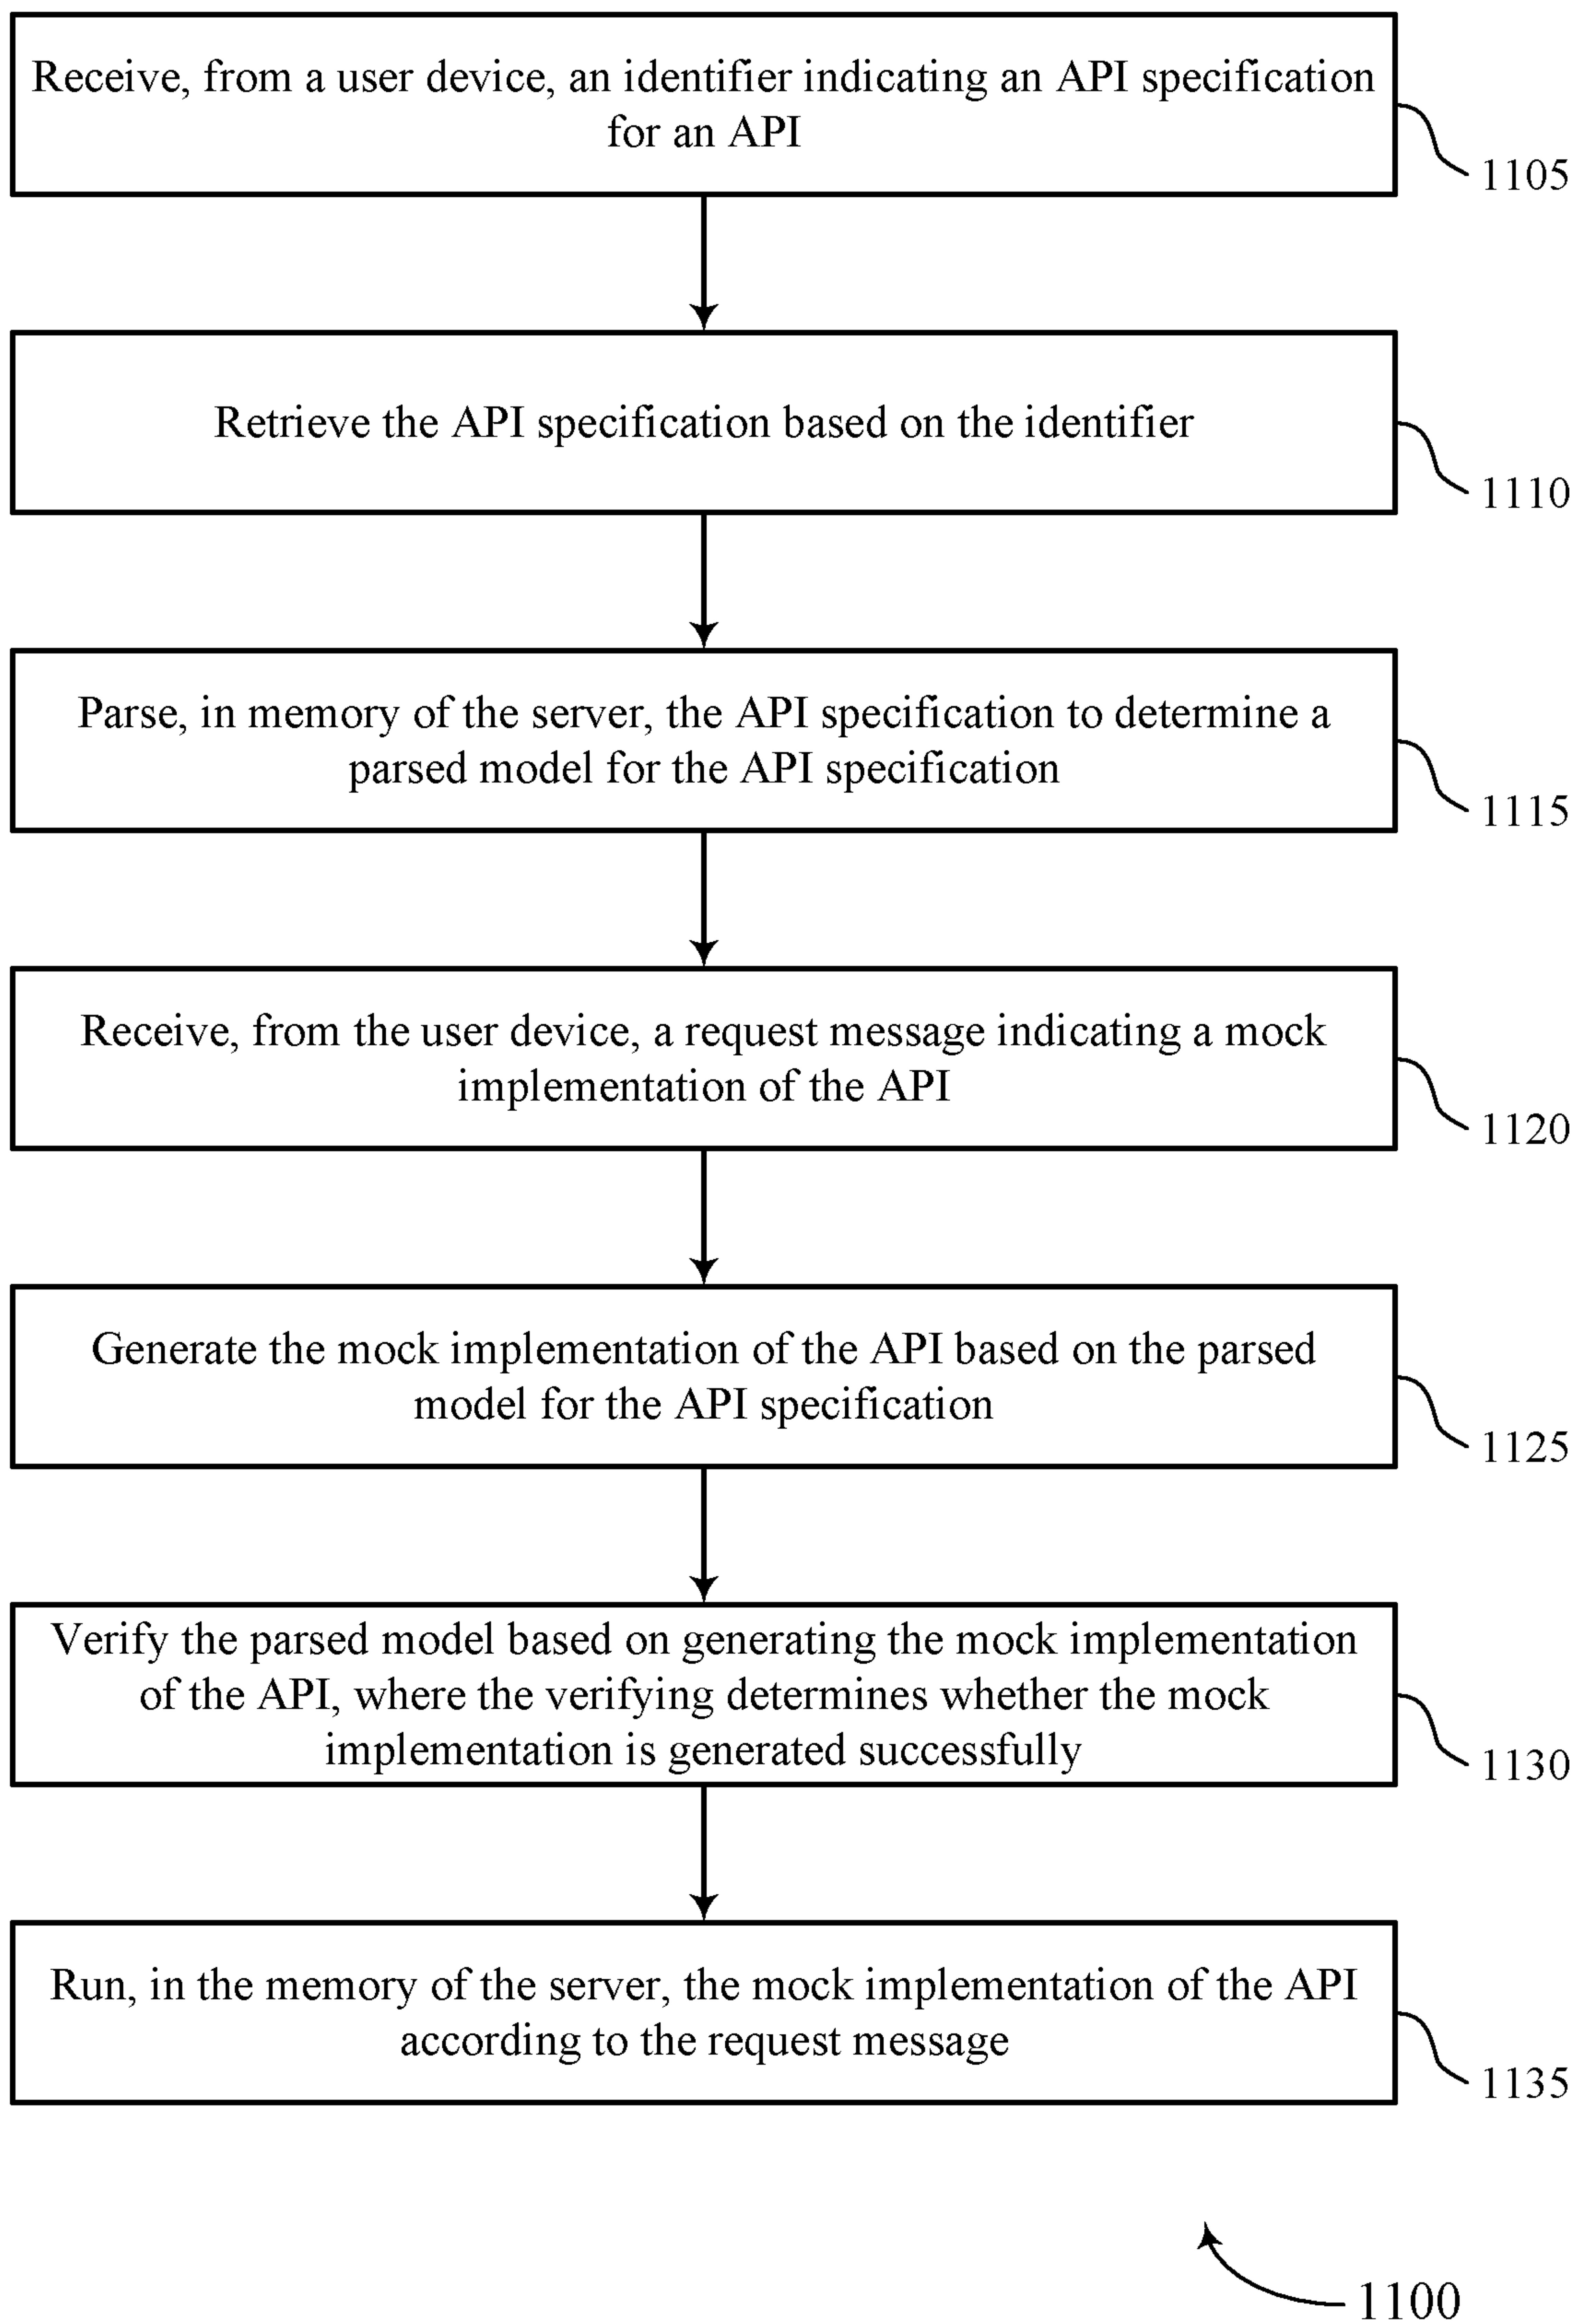 Receive, from a user device, an identifier indicating an API specification
for an API
1105
Retrieve the API specification based on the identifier
1110
Parse, in memory of the server, the API specification to determine a
parsed model for the API specification
1115
Receive, from the user device, a request message indicating a mock
implementation of the API
1120
Generate the mock implementation of the API based on the parsed
model for the API specification
1125
Verify the parsed model based on generating the mock implementation
of the API, where the verifying determines whether the mock
implementation is generated successfully
1130
Run, in the memory of the server, the mock implementation of the API
according to the request message
1135
1100